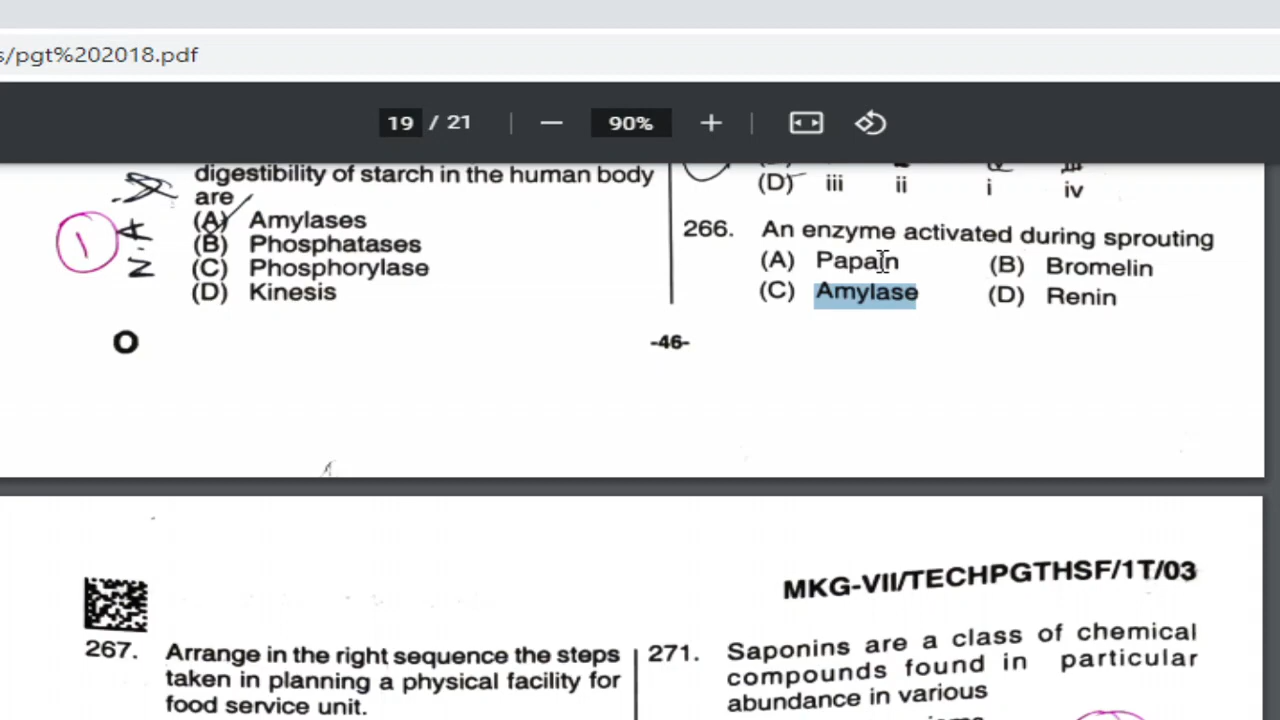 s/pgt%202018.pdf
19 / 21 90%
digestibility of starch in the human body
are
(A) Amylases
(B) Phosphatases
(C) Phosphorylase
(D) Kinesis
1
N.A
O
(D) iii ii i iv
266. An enzyme activated during sprouting
(A) Papain (B) Bromelin
(C) Amylase (D) Renin
-46-
MKG-VII/TECHPGTHSF/1T/03
267. Arrange in the right sequence the steps
taken in planning a physical facility for
food service unit.
271. Saponins are a class of chemical
compounds found in particular
abundance in various